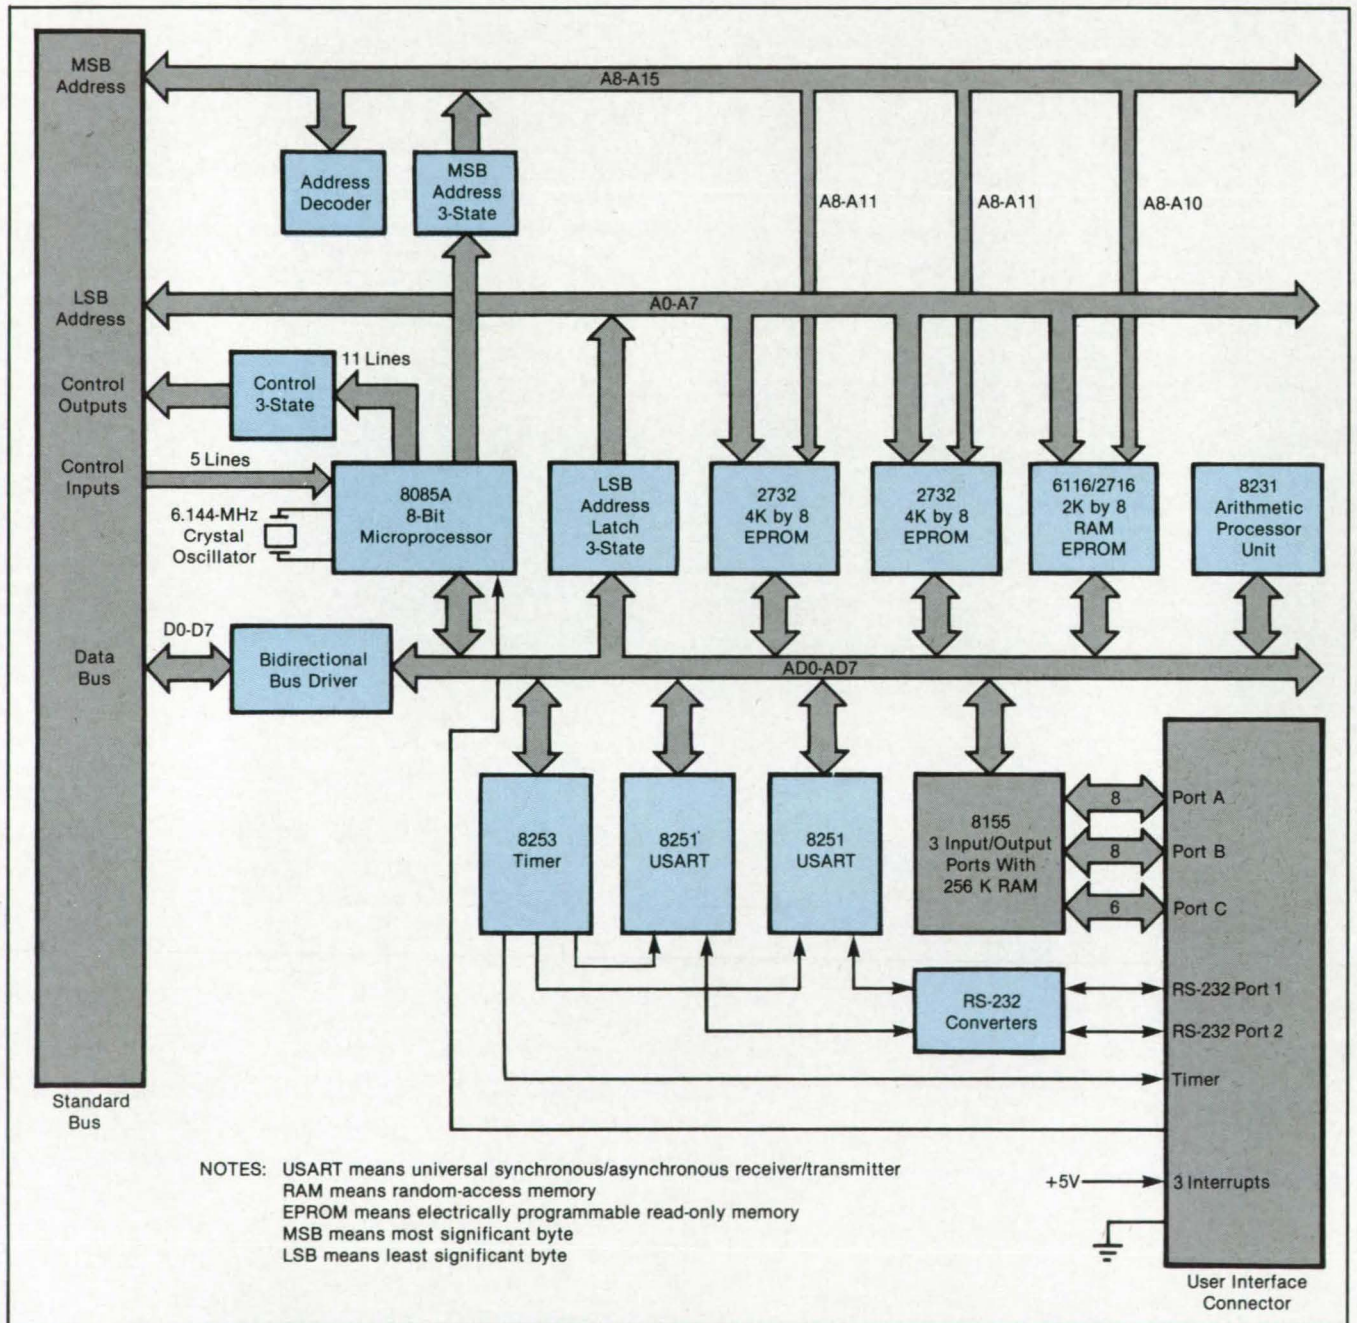 MSB
Address
A8-A15
Address
Decoder
MSB
Address
3-State
A8-A11
A8-A11
A8-A10
LSB
Address
A0-A7
11 Lines
Control
Outputs
Control
3-State
Control
Inputs
5 Lines
6.144-MHz
Crystal
Oscillator
8085A
8-Bit
Microprocessor
LSB
Address
Latch
3-State
2732
4K by 8
EPROM
2732
4K by 8
EPROM
6116/2716
2K by 8
RAM
EPROM
8231
Arithmetic
Processor
Unit
Data
Bus
D0-D7
Bidirectional
Bus Driver
AD0-AD7
8253
Timer
8251
USART
8251
USART
8155
3 Input/Output
Ports With
256 K RAM
8
Port A
8
Port B
6
Port C
RS-232
Converters
RS-232 Port 1
RS-232 Port 2
Timer
Standard
Bus
+5V
3 Interrupts
NOTES: USART means universal synchronous/asynchronous receiver/transmitter
RAM means random-access memory
EPROM means electrically programmable read-only memory
MSB means most significant byte
LSB means least significant byte
User Interface
Connector